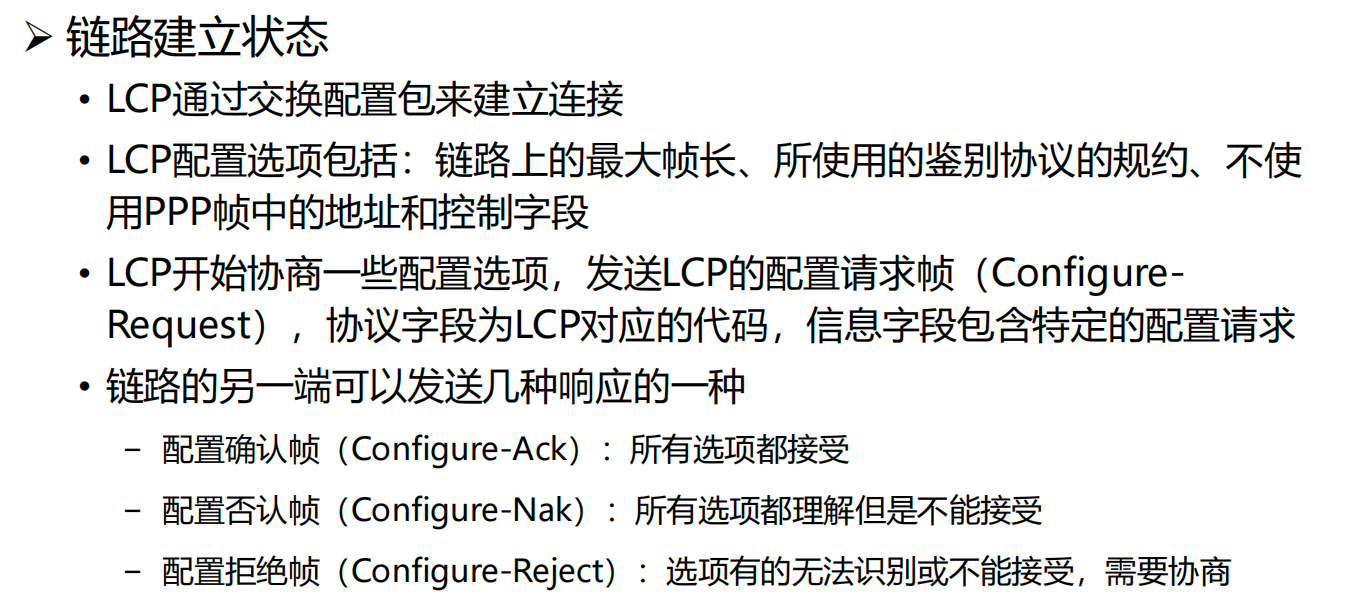 ➢ 链路建立状态
• LCP通过交换配置包来建立连接
• LCP配置选项包括：链路上的最大帧长、所使用的鉴别协议的规约、不使
用PPP帧中的地址和控制字段
• LCP开始协商一些配置选项，发送LCP的配置请求帧（Configure-
Request），协议字段为LCP对应的代码，信息字段包含特定的配置请求
• 链路的另一端可以发送几种响应的一种
– 配置确认帧（Configure-Ack）：所有选项都接受
– 配置否认帧（Configure-Nak）：所有选项都理解但是不能接受
– 配置拒绝帧（Configure-Reject）：选项有的无法识别或不能接受，需要协商